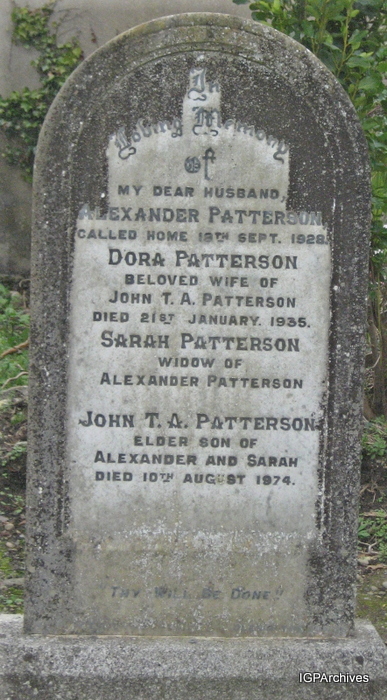 In
Loving Memory
of
MY DEAR HUSBAND,
ALEXANDER PATTERSON
CALLED HOME 18TH SEPT. 1928.
DORA PATTERSON
BELOVED WIFE OF
JOHN T. A. PATTERSON
DIED 21ST JANUARY. 1935.
SARAH PATTERSON
WIDOW OF
ALEXANDER PATTERSON
JOHN T. A. PATTERSON
ELDER SON OF
ALEXANDER AND SARAH
DIED 10TH AUGUST 1974.
"THY WILL BE DONE"
IGPArchives